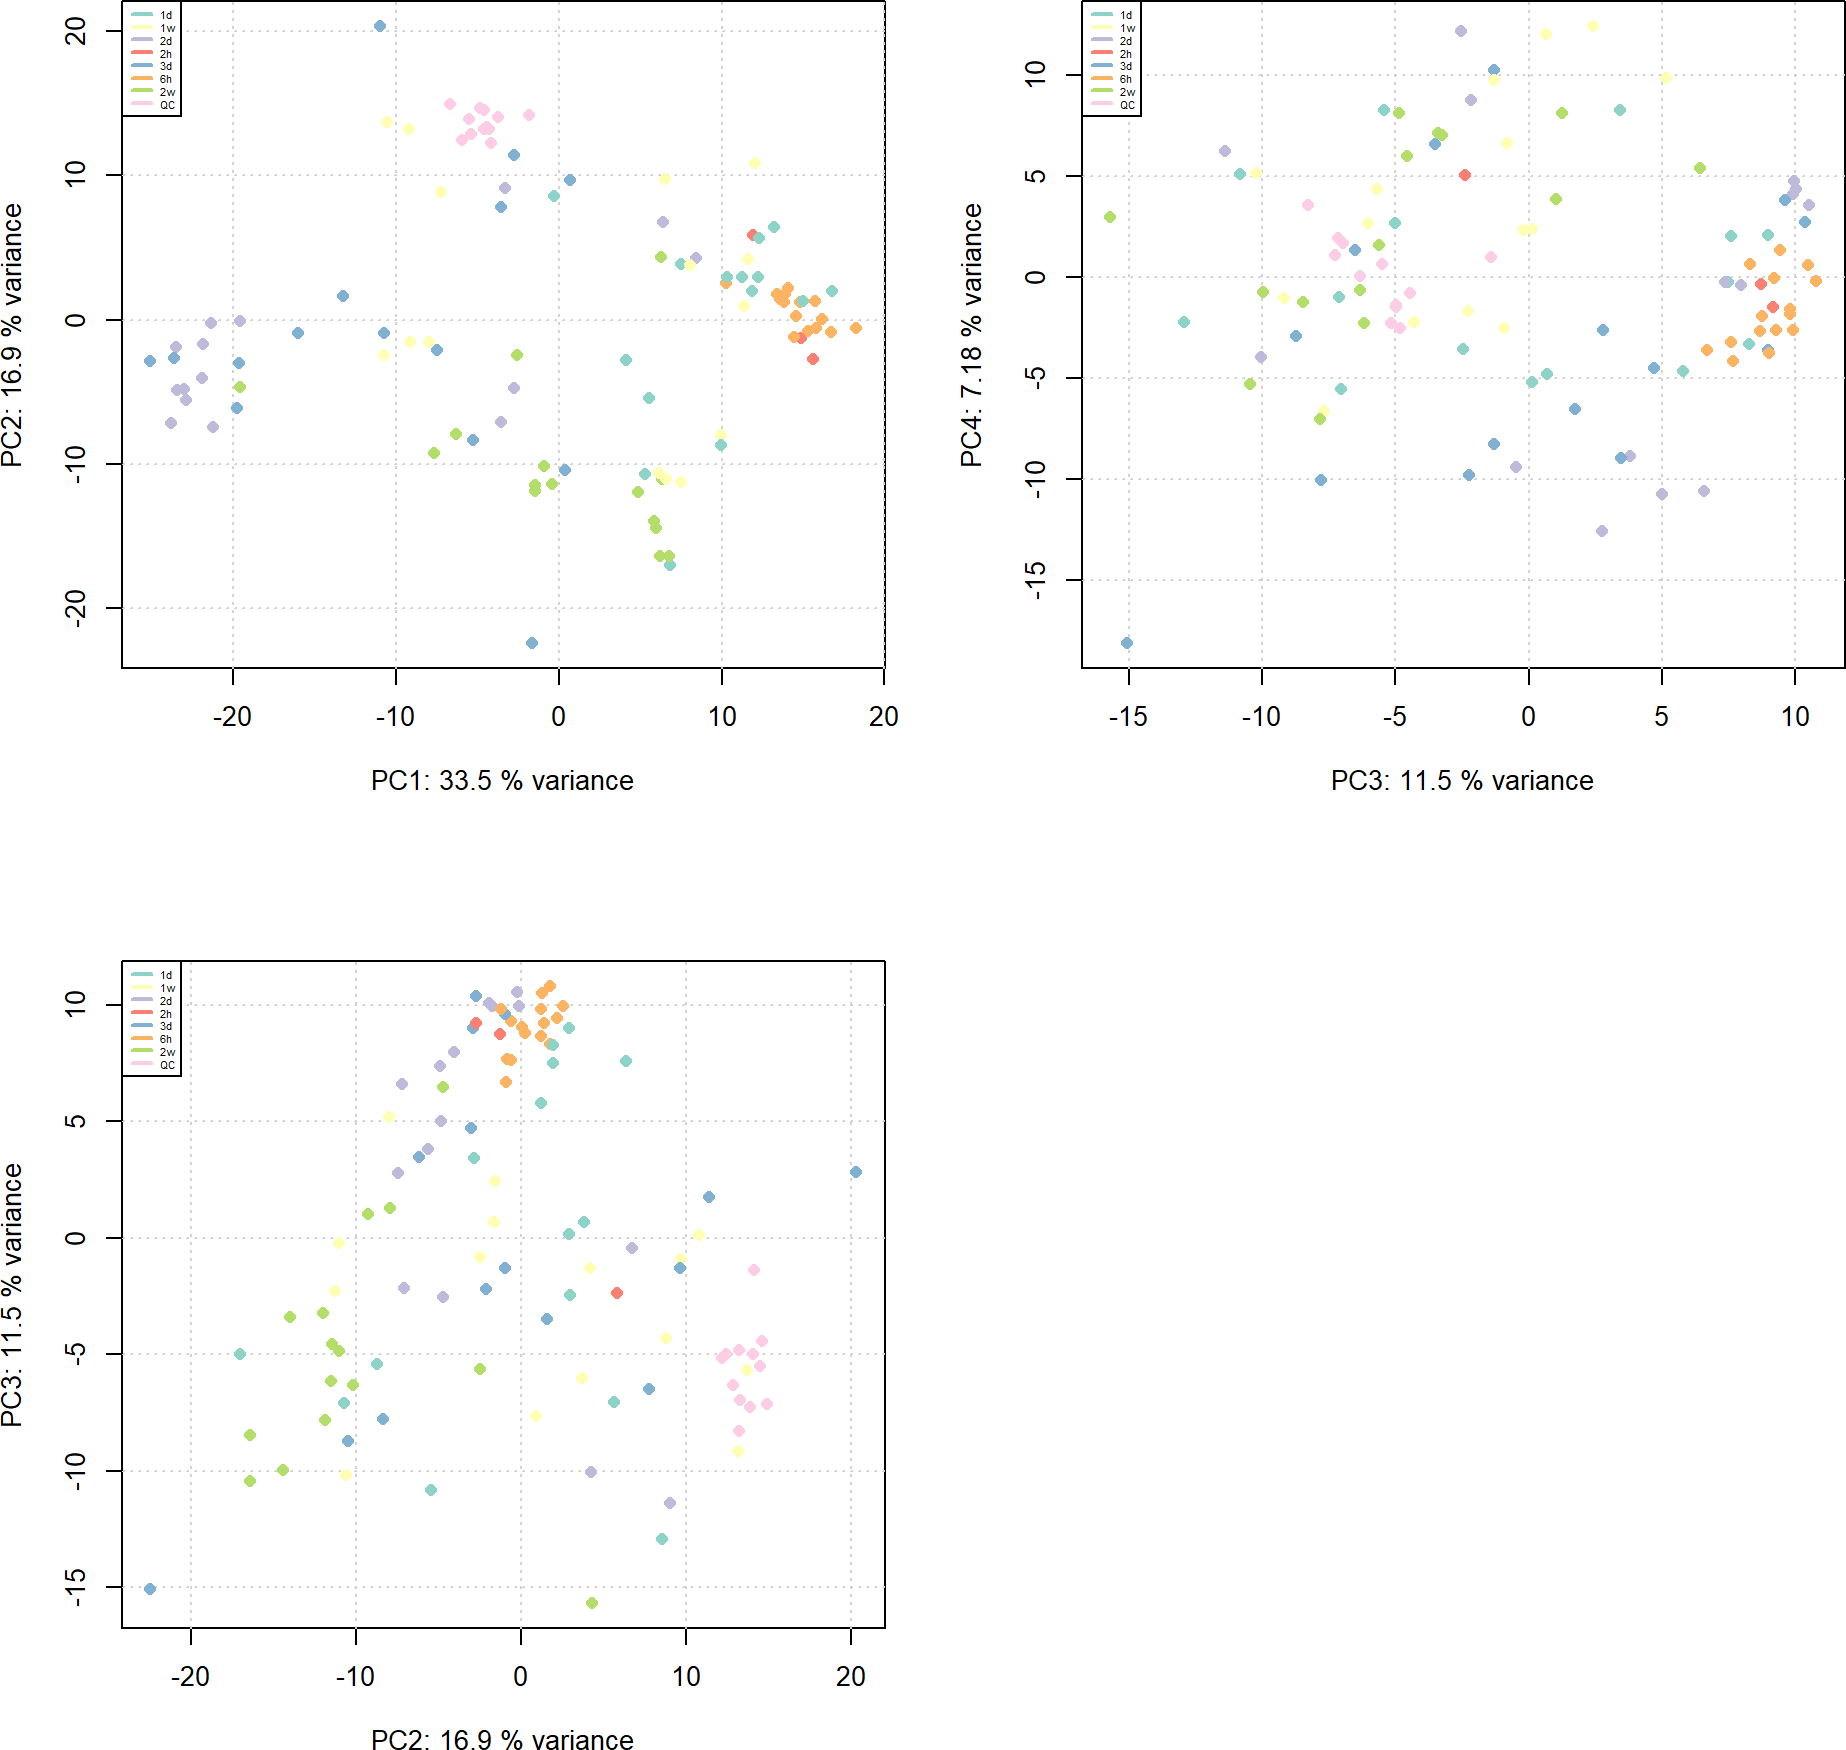 1d
1w
2d
2h
3d
6h
2w
QC
20
10
0
-10
-20
PC2: 16.9 % variance
-20 -10 0 10 20
PC1: 33.5 % variance
1d
1w
2d
2h
3d
6h
2w
QC
10
5
0
-5
-10
-15
PC4: 7.18 % variance
-15 -10 -5 0 5 10
PC3: 11.5 % variance
1d
1w
2d
2h
3d
6h
2w
QC
10
5
0
-5
-10
-15
PC3: 11.5 % variance
-20 -10 0 10 20
PC2: 16.9 % variance